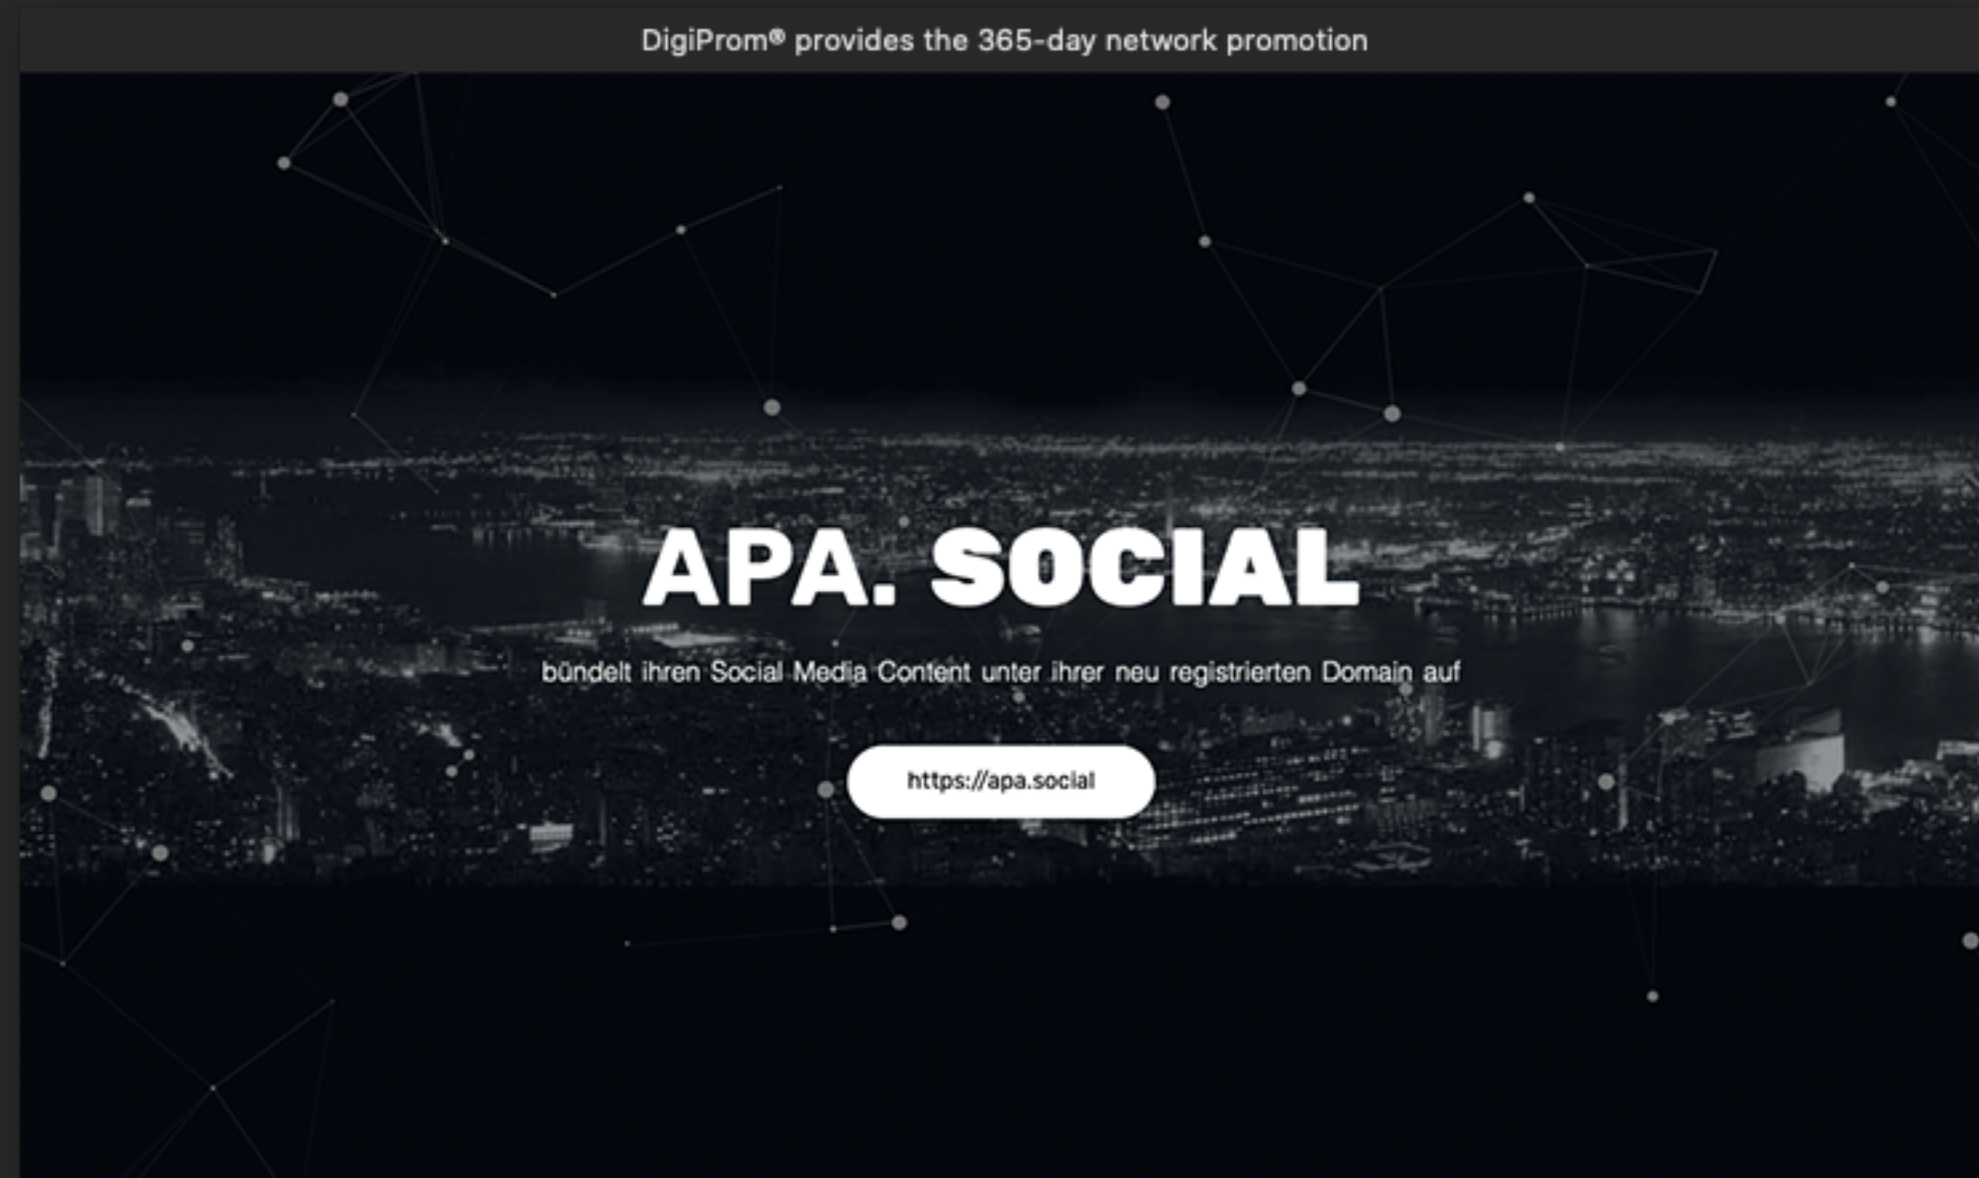 DigiProm® provides the 365-day network promotion
APA. SOCIAL
bündelt ihren Social Media Content unter ihrer neu registrierten Domain auf
https://apa.social